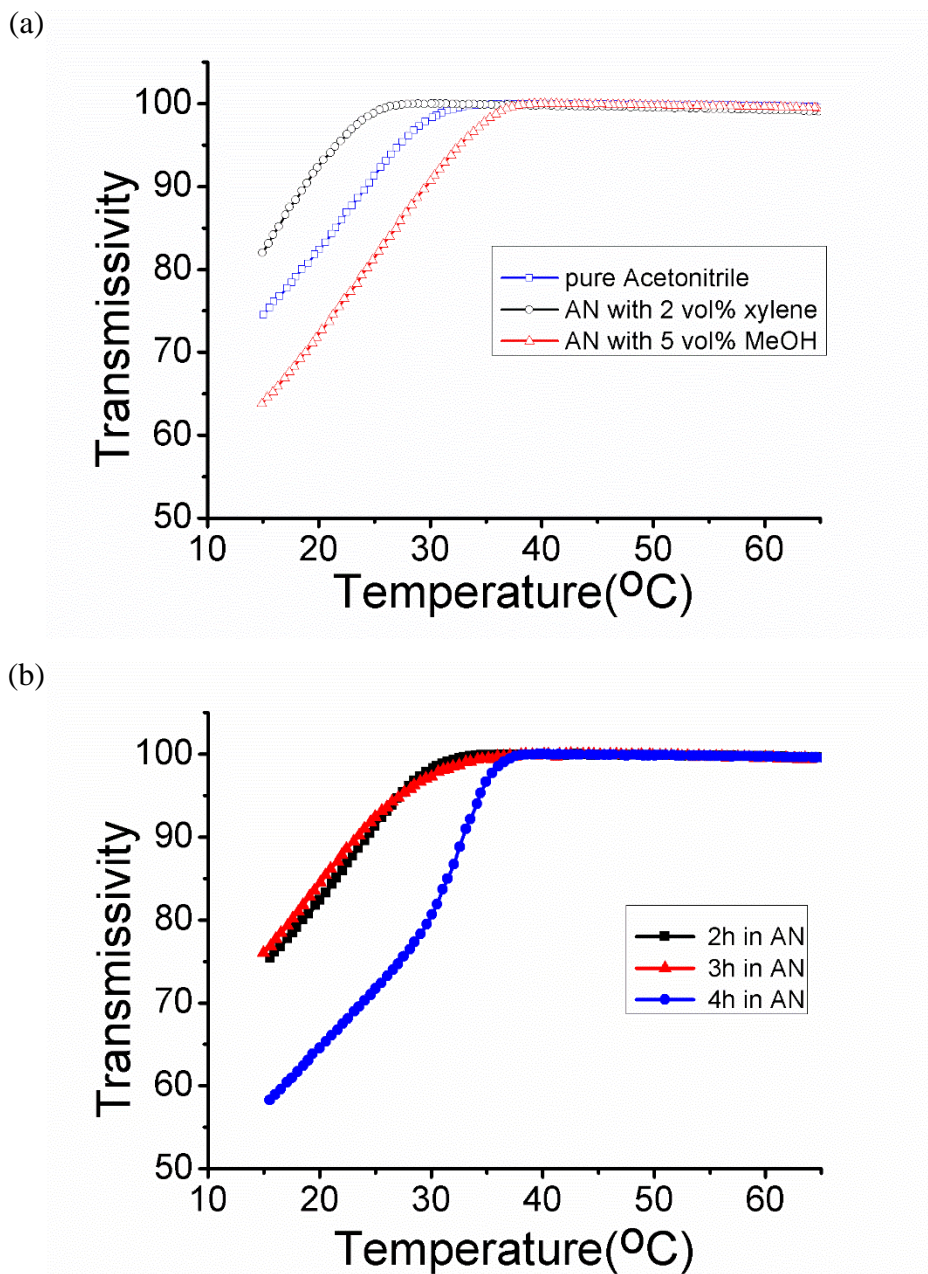 (a)
100
90
80
70
60
50
10 20 30 40 50 60
Transmissivity
Temperature(°C)
pure Acetonitrile
AN with 2 vol% xylene
AN with 5 vol% MeOH
(b)
100
90
80
70
60
50
10 20 30 40 50 60
Transmissivity
Temperature(°C)
2h in AN
3h in AN
4h in AN